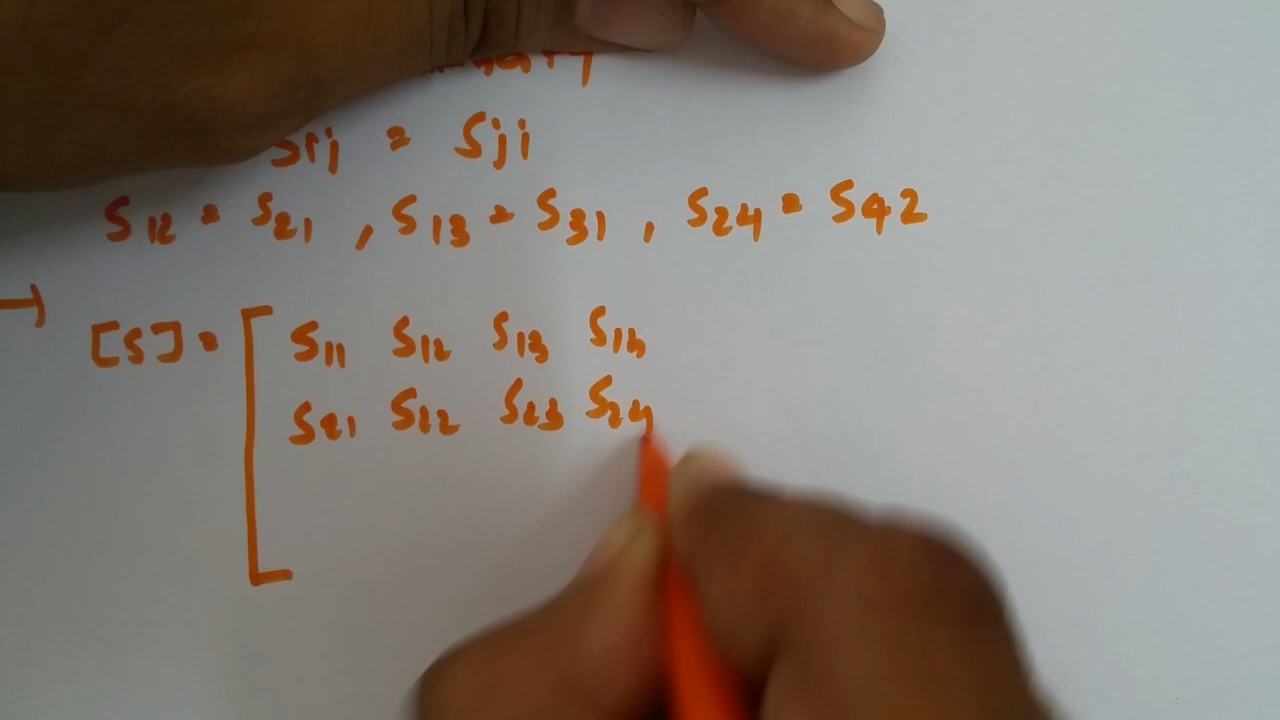 Sij = Sji
S12 = S21 , S13 = S31 , S24 = S42
[S] = [ S11 S12 S13 S14
S21 S22 S23 S24